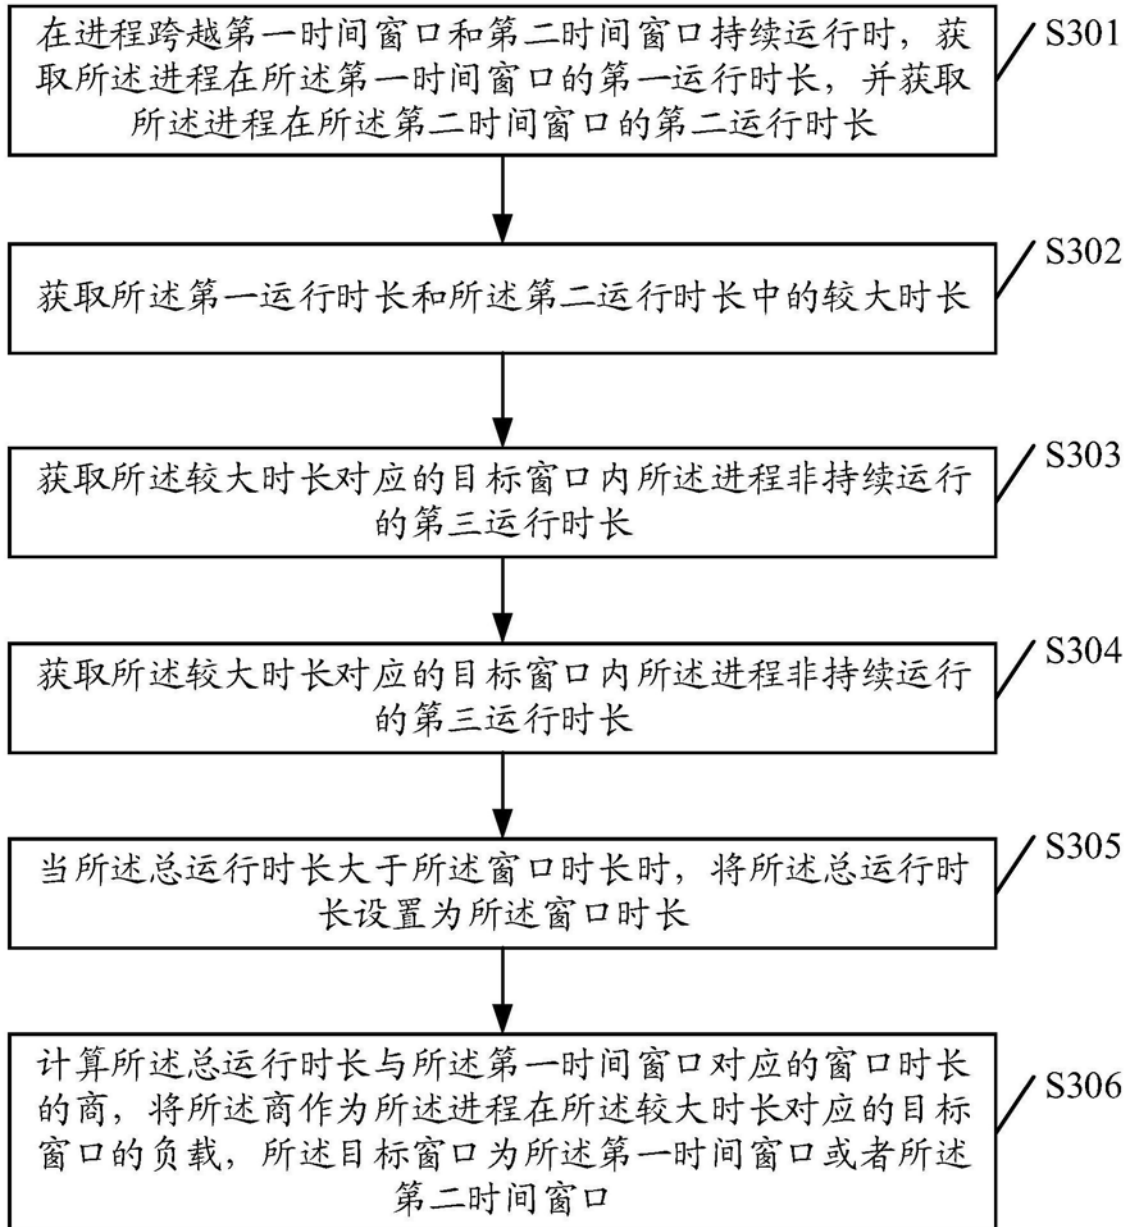 在进程跨越第一时间窗口和第二时间窗口持续运行时，获
取所述进程在所述第一时间窗口的第一运行时长，并获取
所述进程在所述第二时间窗口的第二运行时长
S301
获取所述第一运行时长和所述第二运行时长中的较大时长
S302
获取所述较大时长对应的目标窗口内所述进程非持续运行
的第三运行时长
S303
获取所述较大时长对应的目标窗口内所述进程非持续运行
的第三运行时长
S304
当所述总运行时长大于所述窗口时长时，将所述总运行时
长设置为所述窗口时长
S305
计算所述总运行时长与所述第一时间窗口对应的窗口时长
的商，将所述商作为所述进程在所述较大时长对应的目标
窗口的负载，所述目标窗口为所述第一时间窗口或者所述
第二时间窗口
S306